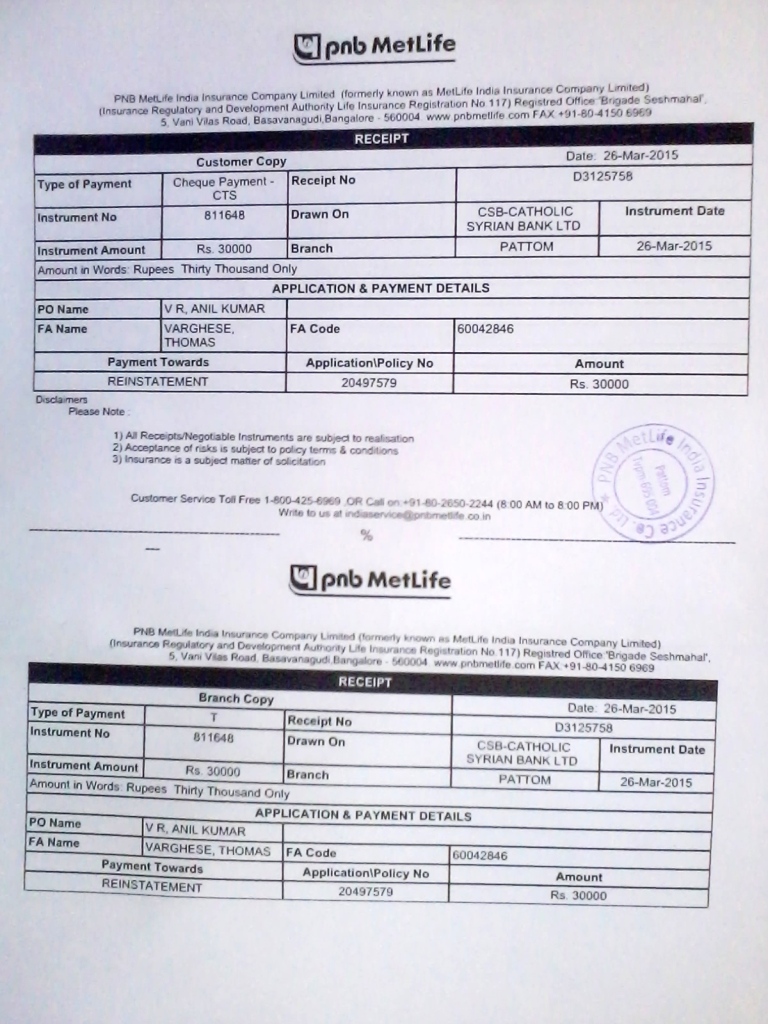 pnb MetLife
PNB MetLife India Insurance Company Limited (formerly known as MetLife India Insurance Company Limited)
(Insurance Regulatory and Development Authority Life Insurance Registration No.117) Registred Office 'Brigade Seshmahal',
5, Vani Vilas Road, Basavanagudi,Bangalore - 560004. www.pnbmetlife.com FAX +91-80-4150 6969
RECEIPT
Customer Copy Date: 26-Mar-2015
Type of Payment Cheque Payment - CTS Receipt No D3125758
Instrument No 811648 Drawn On CSB-CATHOLIC SYRIAN BANK LTD Instrument Date
Instrument Amount Rs. 30000 Branch PATTOM 26-Mar-2015
Amount in Words: Rupees Thirty Thousand Only
APPLICATION & PAYMENT DETAILS
PO Name V R, ANIL KUMAR
FA Name VARGHESE, THOMAS FA Code 60042846
Payment Towards Application\Policy No Amount
REINSTATEMENT 20497579 Rs. 30000
Disclaimers
Please Note :
1) All Receipts/Negotiable Instruments are subject to realisation
2) Acceptance of risks is subject to policy terms & conditions
3) Insurance is a subject matter of solicitation
PNB MetLife India Insurance Co. Ltd.
Pattom
Tvpm 695 004
Customer Service Toll Free 1-800-425-6969 OR Call on +91-80-2650-2244 (8:00 AM to 8:00 PM)
Write to us at indiaservice@pnbmetlife.co.in
%
pnb MetLife
PNB MetLife India Insurance Company Limited (formerly known as MetLife India Insurance Company Limited)
(Insurance Regulatory and Development Authority Life Insurance Registration No.117) Registred Office 'Brigade Seshmahal',
5, Vani Vilas Road, Basavanagudi,Bangalore - 560004. www.pnbmetlife.com FAX +91-80-4150 6969
RECEIPT
Branch Copy Date: 26-Mar-2015
Type of Payment T Receipt No D3125758
Instrument No 811648 Drawn On CSB-CATHOLIC SYRIAN BANK LTD Instrument Date
Instrument Amount Rs. 30000 Branch PATTOM 26-Mar-2015
Amount in Words: Rupees Thirty Thousand Only
APPLICATION & PAYMENT DETAILS
PO Name V R, ANIL KUMAR
FA Name VARGHESE, THOMAS FA Code 60042846
Payment Towards Application\Policy No Amount
REINSTATEMENT 20497579 Rs. 30000